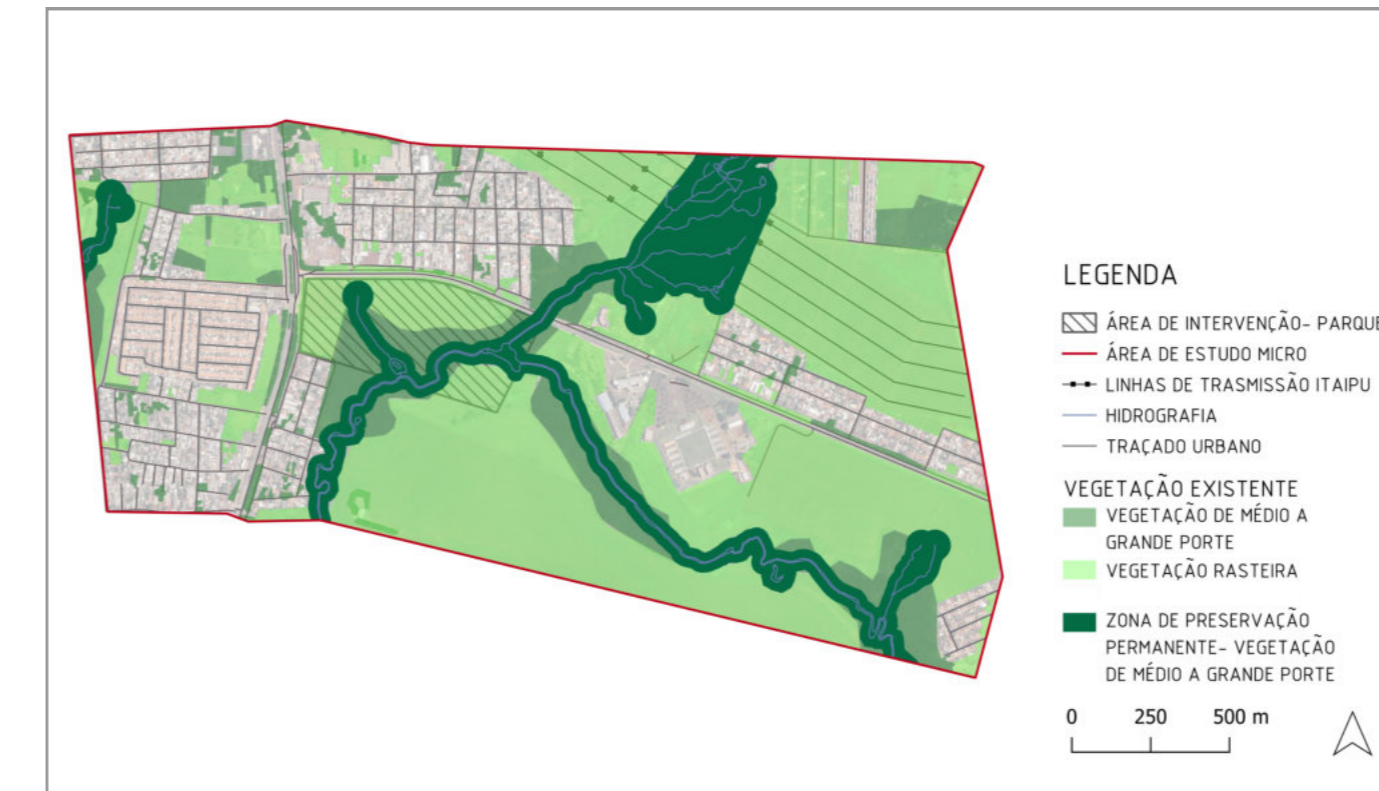 LEGENDA
ÁREA DE INTERVENÇÃO- PARQUE
ÁREA DE ESTUDO MICRO
LINHAS DE TRASMISSÃO ITAIPU
HIDROGRAFIA
TRAÇADO URBANO
VEGETAÇÃO EXISTENTE
VEGETAÇÃO DE MÉDIO A
GRANDE PORTE
VEGETAÇÃO RASTEIRA
ZONA DE PRESERVAÇÃO
PERMANENTE- VEGETAÇÃO
DE MÉDIO A GRANDE PORTE
0 250 500 m